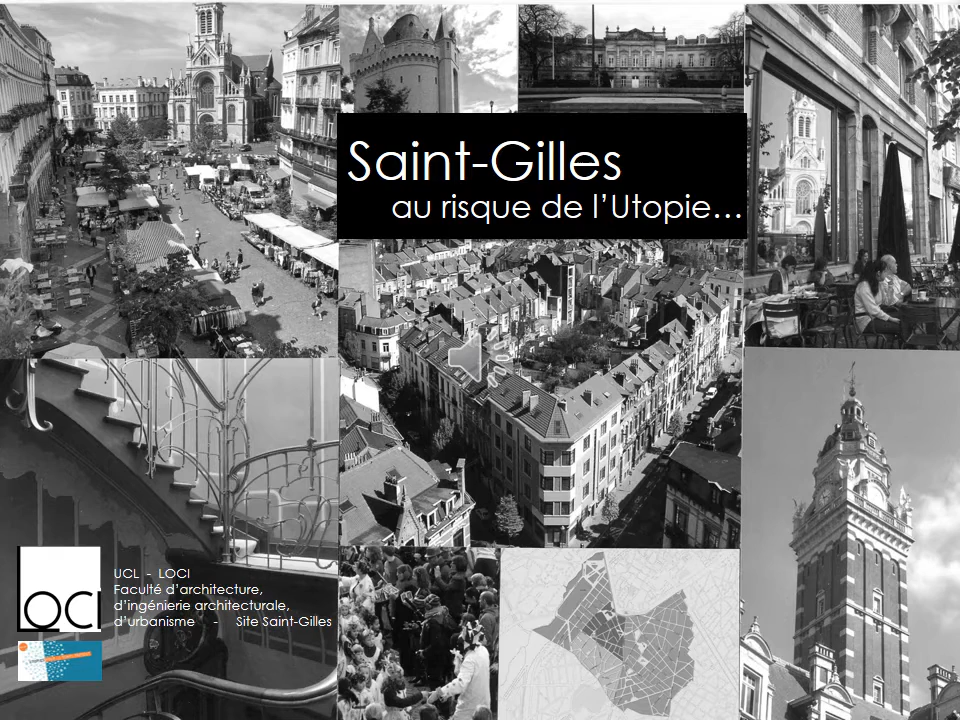 Saint-Gilles
au risque de l’Utopie…
UCL - LOCI
Faculté d’architecture,
d’ingénierie architecturale,
d’urbanisme - Site Saint-Gilles
LOCI